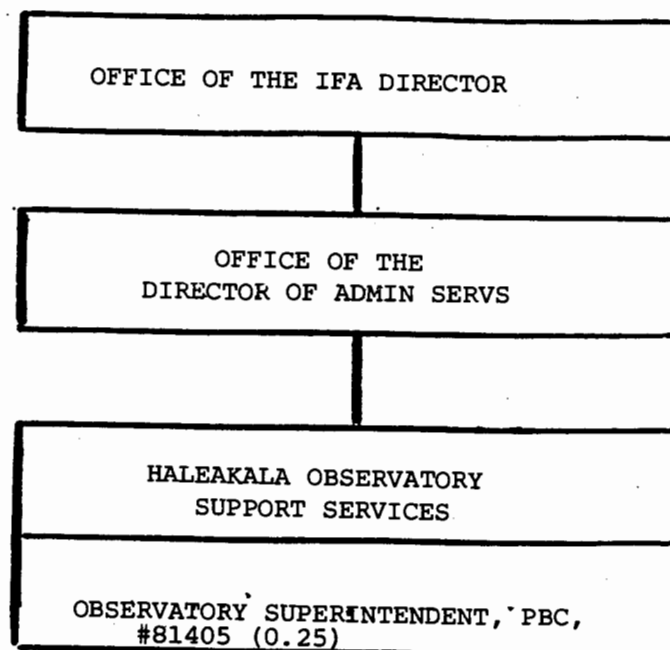 OFFICE OF THE IFA DIRECTOR
OFFICE OF THE
DIRECTOR OF ADMIN SERVS
HALEAKALA OBSERVATORY
SUPPORT SERVICES
OBSERVATORY SUPERINTENDENT, PBC,
#81405 (0.25)